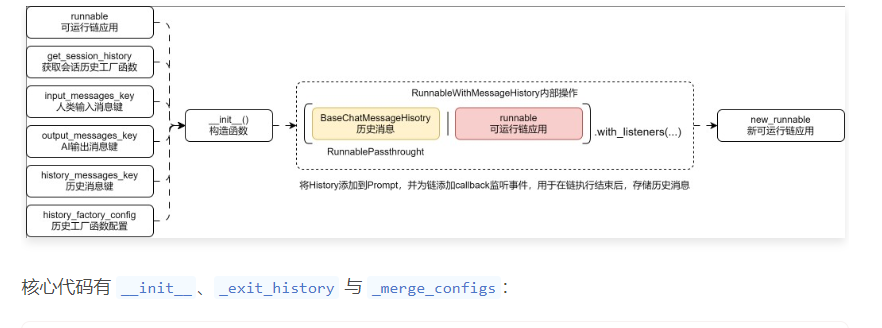 runnable
可运行链应用
get_session_history
获取会话历史工厂函数
input_messages_key
人类输入消息键
output_messages_key
AI输出消息键
history_messages_key
历史消息键
history_factory_config
历史工厂函数配置
__init__()
构造函数
RunnableWithMessageHistory内部操作
BaseChatMessageHisotry
历史消息
|
runnable
可运行链应用
.with_listeners(...)
RunnablePassthrought
将History添加到Prompt，并为链添加callback监听事件，用于在链执行结束后，存储历史消息
new_runnable
新可运行链应用
核心代码有 __init__ 、 _exit_history 与 _merge_configs ：